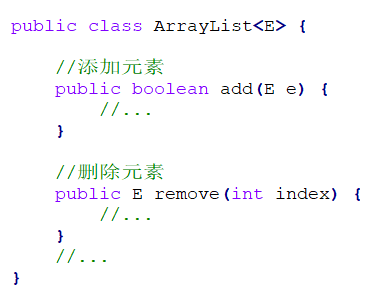 public class ArrayList<E> {
//添加元素
public boolean add(E e) {
//...
}
//删除元素
public E remove(int index) {
//...
}
//...
}